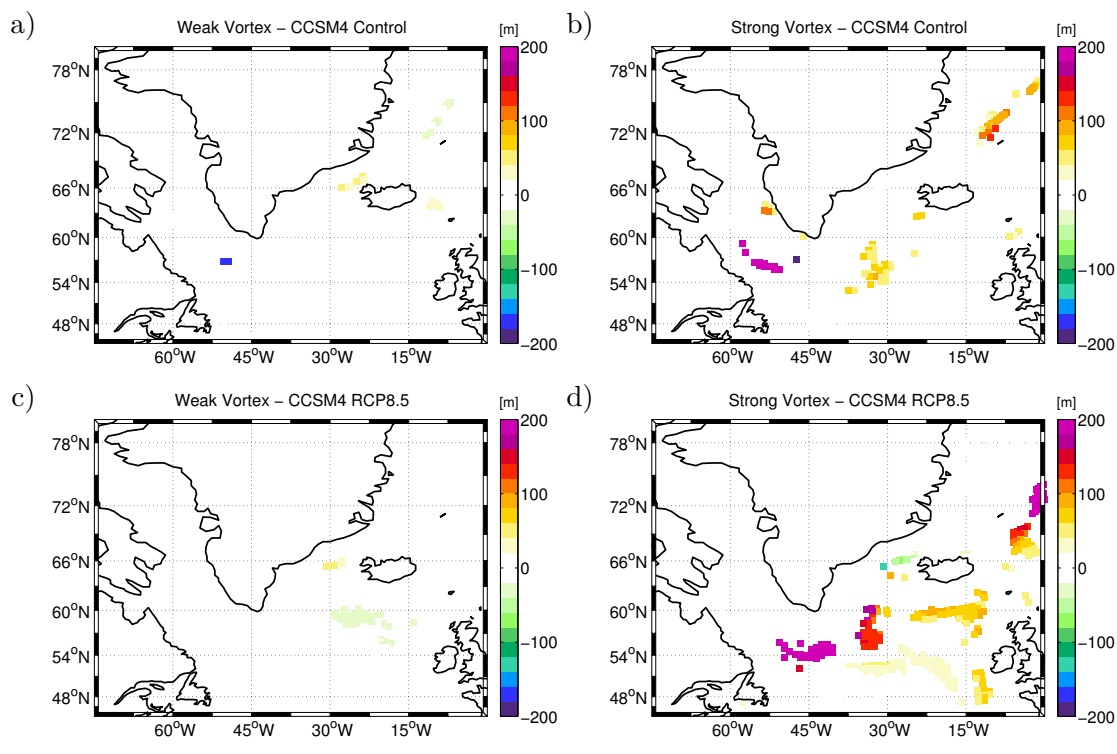 a)
Weak Vortex – CCSM4 Control
[m]
78°N
72°N
66°N
60°N
54°N
48°N
60°W
45°W
30°W
15°W
200
100
0
−100
−200
b)
Strong Vortex – CCSM4 Control
[m]
78°N
72°N
66°N
60°N
54°N
48°N
60°W
45°W
30°W
15°W
200
100
0
−100
−200
c)
Weak Vortex – CCSM4 RCP8.5
[m]
78°N
72°N
66°N
60°N
54°N
48°N
60°W
45°W
30°W
15°W
200
100
0
−100
−200
d)
Strong Vortex – CCSM4 RCP8.5
[m]
78°N
72°N
66°N
60°N
54°N
48°N
60°W
45°W
30°W
15°W
200
100
0
−100
−200